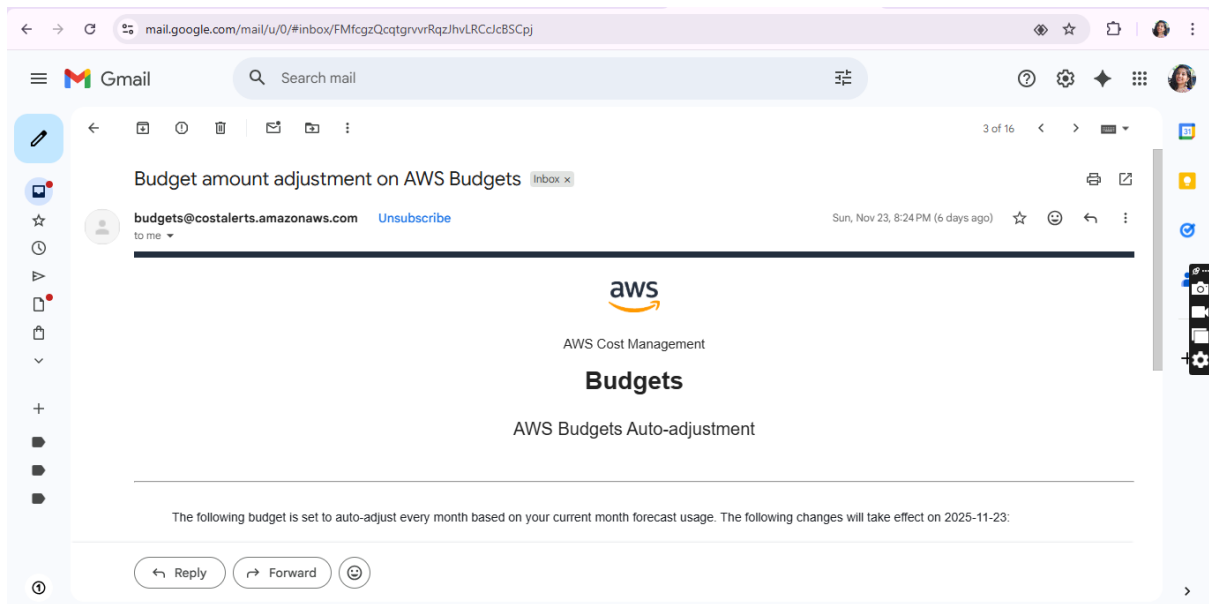 mail.google.com/mail/u/0/#inbox/FMfcgzQcqtgrvvrRqzJhvLRCcJcBSCpj
Gmail
Search mail
3 of 16
31
Budget amount adjustment on AWS Budgets Inbox x
budgets@costalerts.amazonaws.com Unsubscribe Sun, Nov 23, 8:24 PM (6 days ago)
to me
aws
AWS Cost Management
Budgets
AWS Budgets Auto-adjustment
The following budget is set to auto-adjust every month based on your current month forecast usage. The following changes will take effect on 2025-11-23:
Reply Forward